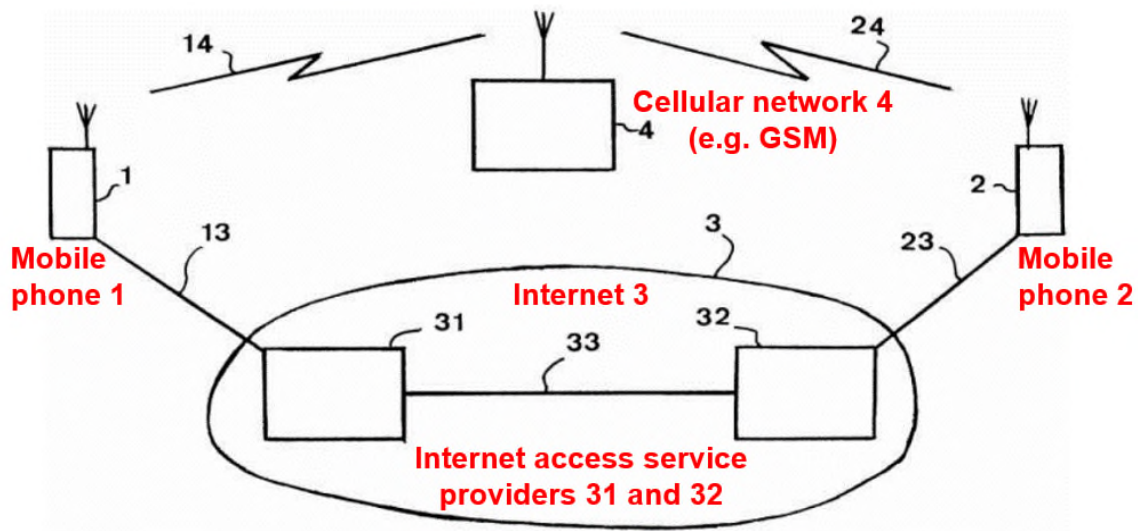 14
24
Cellular network 4
4
(e.g. GSM)
1
2
13
3
23
Mobile
phone 1
Internet 3
Mobile
phone 2
31
32
33
Internet access service
providers 31 and 32